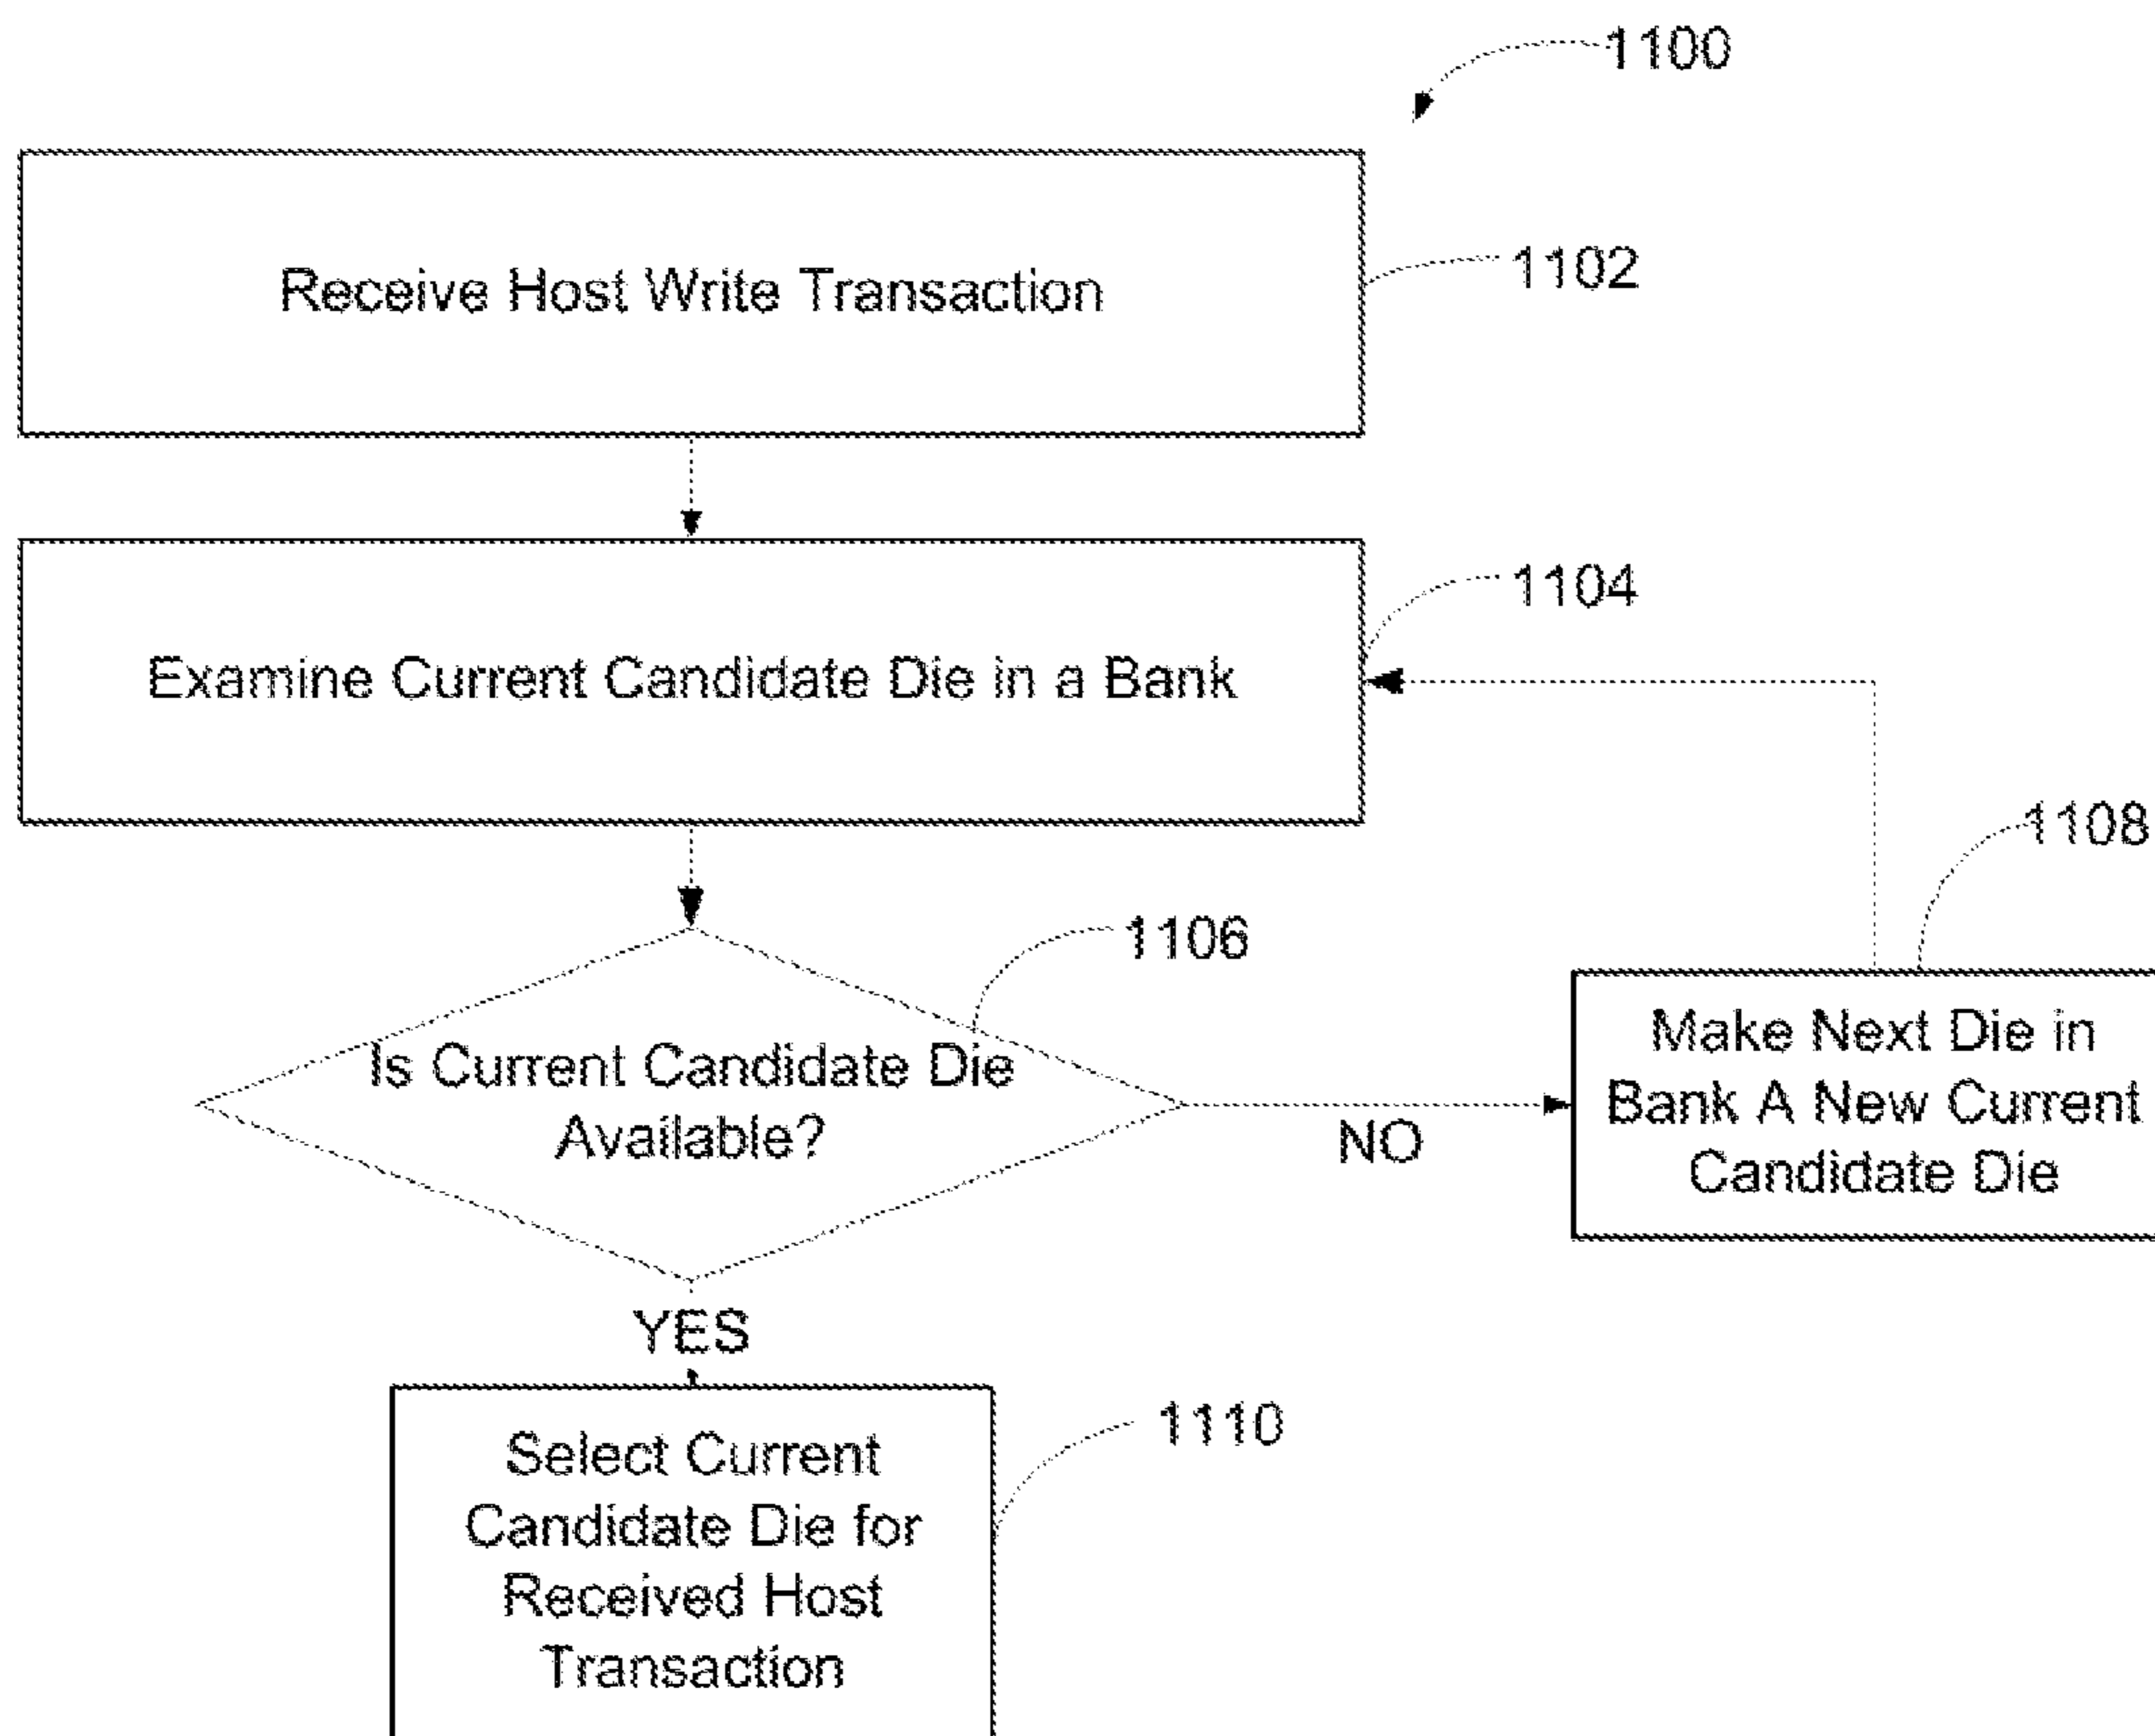 1100
Receive Host Write Transaction
1102
Examine Current Candidate Die in a Bank
1104
1106
Is Current Candidate Die
Available?
NO
1108
Make Next Die in
Bank A New Current
Candidate Die
YES
Select Current
Candidate Die for
Received Host
Transaction
1110